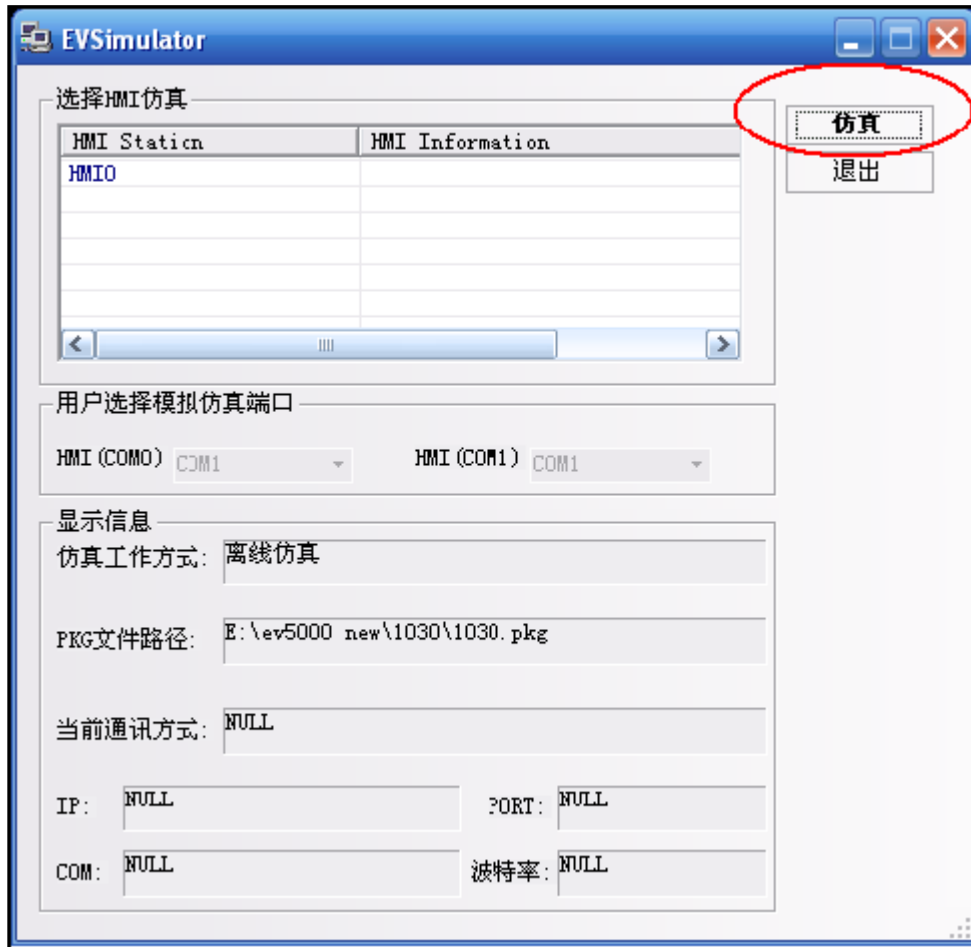 EVSimulator
选择HMI仿真
仿真
HMI Station HMI Information
退出
HMI0
用户选择模拟仿真端口
HMI(COM0) COM1 HMI(COM1) COM1
显示信息
仿真工作方式: 离线仿真
PKG文件路径: E:\ev5000 new\1030\1030.pkg
当前通讯方式: NULL
IP: NULL PORT: NULL
COM: NULL 波特率: NULL